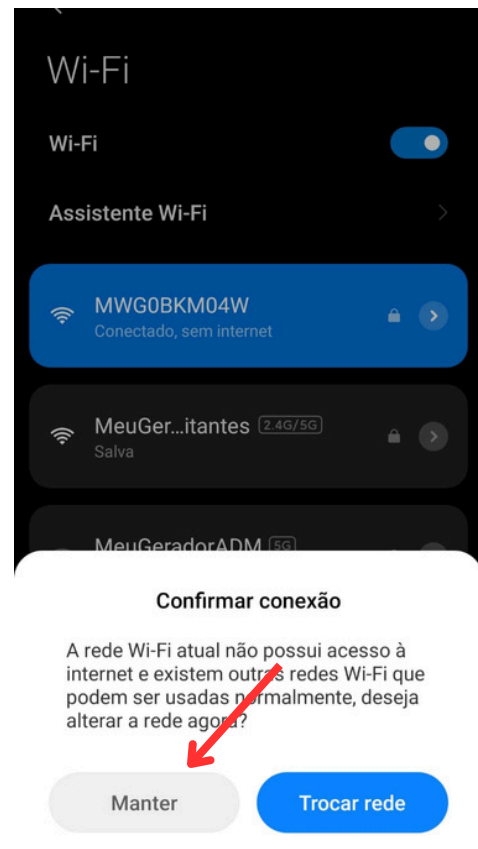 Wi-Fi
Wi-Fi
Assistente Wi-Fi
MWG0BKM04W
Conectado, sem internet
MeuGer...itantes 2.4G/5G
Salva
MeuGeradorADM 5G
Confirmar conexão
A rede Wi-Fi atual não possui acesso à
internet e existem outras redes Wi-Fi que
podem ser usadas normalmente, deseja
alterar a rede agora?
Manter
Trocar rede